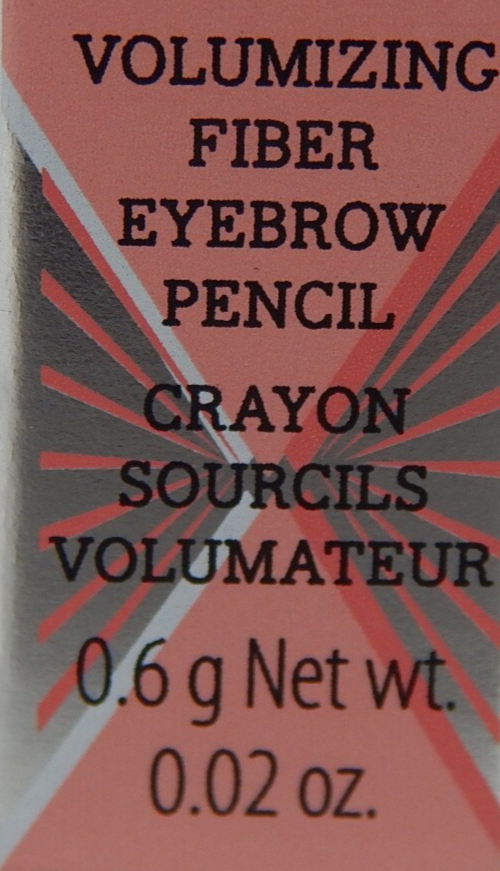 VOLUMIZING
FIBER
EYEBROW
PENCIL
CRAYON
SOURCILS
VOLUMATEUR
0.6 g Net wt.
0.02 oz.